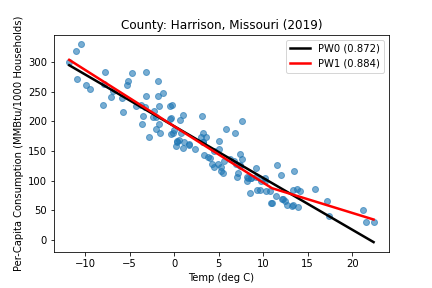 County: Harrison, Missouri (2019)
PW0 (0.872)
PW1 (0.884)
Per-Capita Consumption (MMBtu/1000 Households)
300
250
200
150
100
50
0
−10 −5 0 5 10 15 20
Temp (deg C)